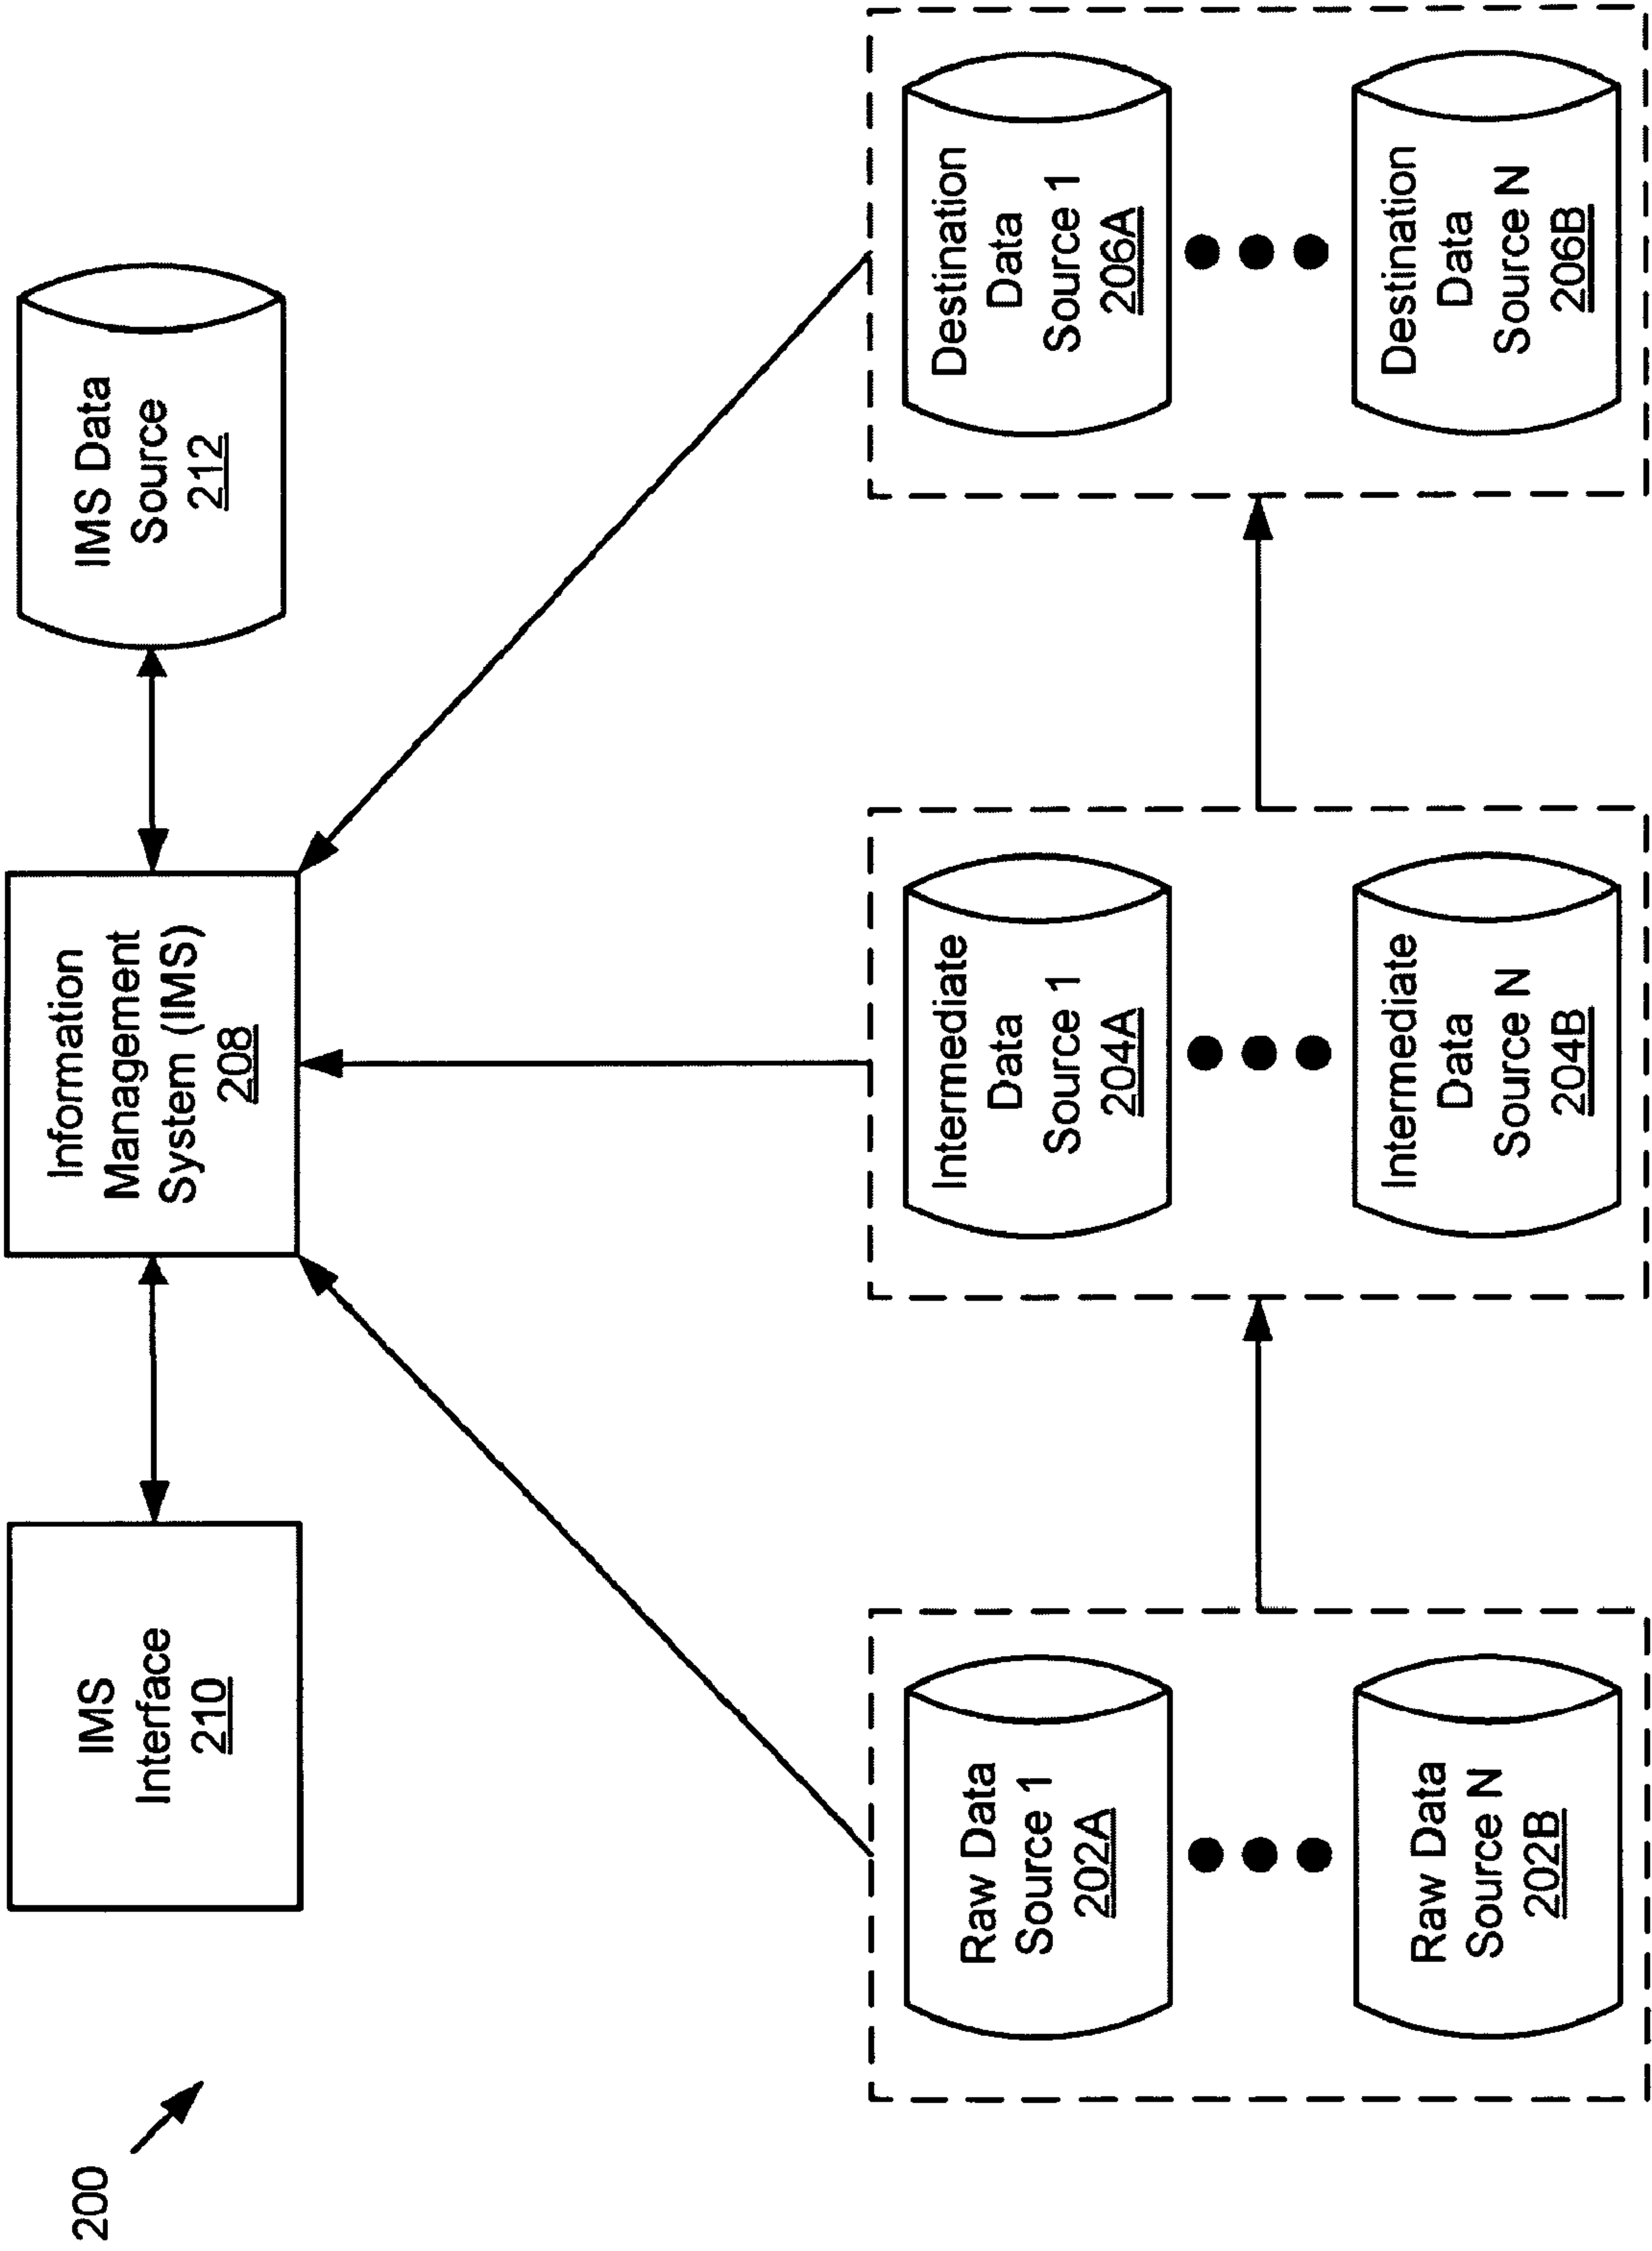 200
IMS
Interface
210
Information
Management
System (IMS)
208
IMS Data
Source
212
Raw Data
Source 1
202A
Raw Data
Source N
202B
Intermediate
Data
Source 1
204A
Intermediate
Data
Source N
204B
Destination
Data
Source 1
206A
Destination
Data
Source N
206B